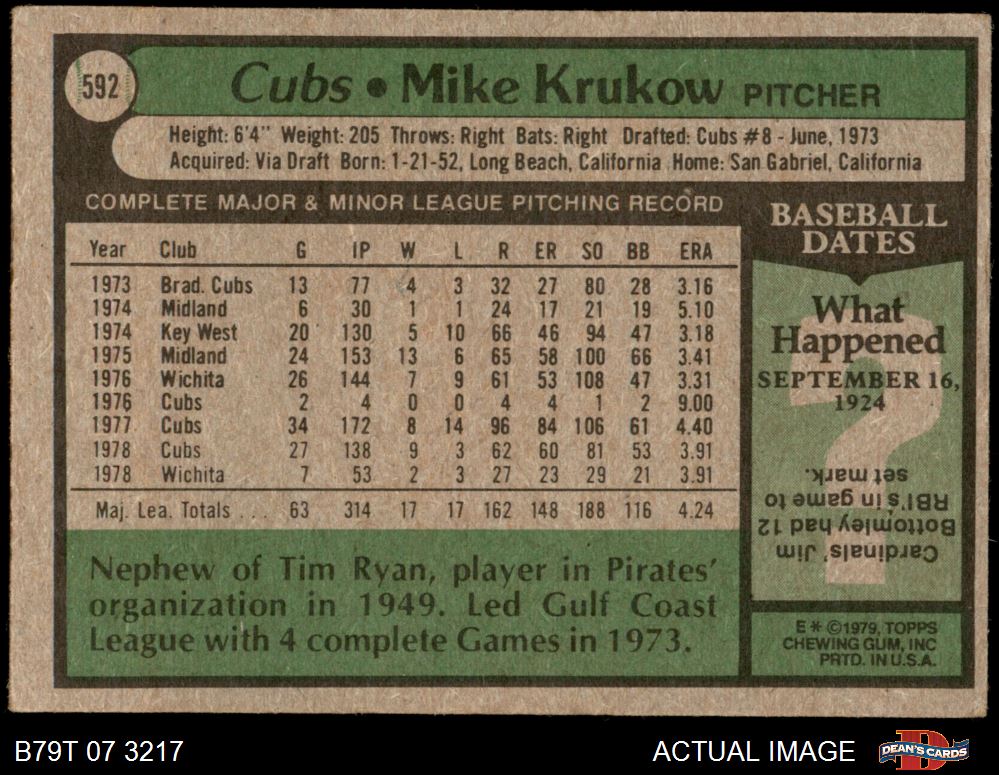 592
Cubs • Mike Krukow PITCHER
Height: 6'4" Weight: 205 Throws: Right Bats: Right Drafted: Cubs #8 - June, 1973
Acquired: Via Draft Born: 1-21-52, Long Beach, California Home: San Gabriel, California
COMPLETE MAJOR & MINOR LEAGUE PITCHING RECORD
Year Club G IP W L R ER SO BB ERA
1973 Brad. Cubs 13 77 4 3 32 27 80 28 3.16
1974 Midland 6 30 1 1 24 17 21 19 5.10
1974 Key West 20 130 5 10 66 46 94 47 3.18
1975 Midland 24 153 13 6 65 58 100 66 3.41
1976 Wichita 26 144 7 9 61 53 108 47 3.31
1976 Cubs 2 4 0 0 4 4 1 2 9.00
1977 Cubs 34 172 8 14 96 84 106 61 4.40
1978 Cubs 27 138 9 3 62 60 81 53 3.91
1978 Wichita 7 53 2 3 27 23 29 21 3.91
Maj. Lea. Totals . . . 63 314 17 17 162 148 188 116 4.24
Nephew of Tim Ryan, player in Pirates'
organization in 1949. Led Gulf Coast
League with 4 complete Games in 1973.
BASEBALL
DATES
What
Happened
SEPTEMBER 16,
1924
?
Cardinals' Jim
Bottomley had 12
RBI's in game to
set mark.
E * ©1979, TOPPS
CHEWING GUM, INC
PRTD. IN U.S.A.
B79T 07 3217
ACTUAL IMAGE
D
DEAN'S CARDS